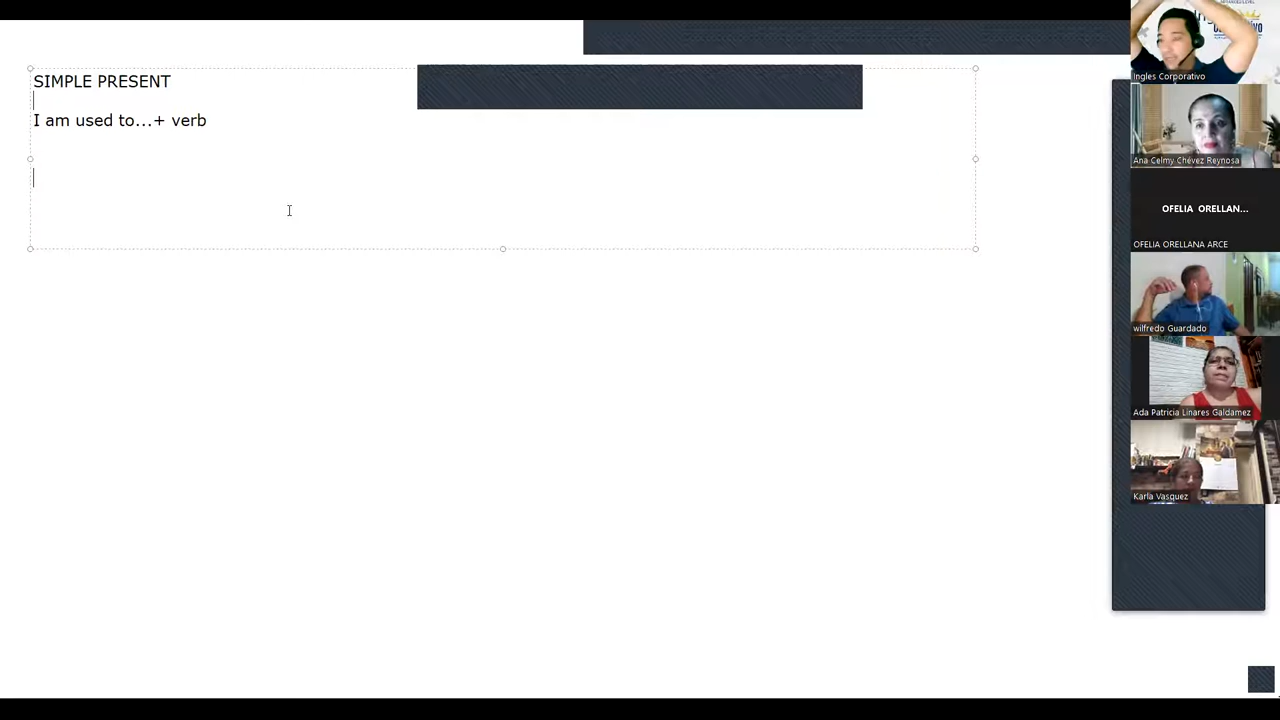 SIMPLE PRESENT
I am used to...+ verb
Ingles Corporativo
Ana Celmy Chévez Reynosa
OFELIA ORELLAN...
OFELIA ORELLANA ARCE
wilfredo Guardado
Ada Patricia Linares Galdamez
Karla Vasquez